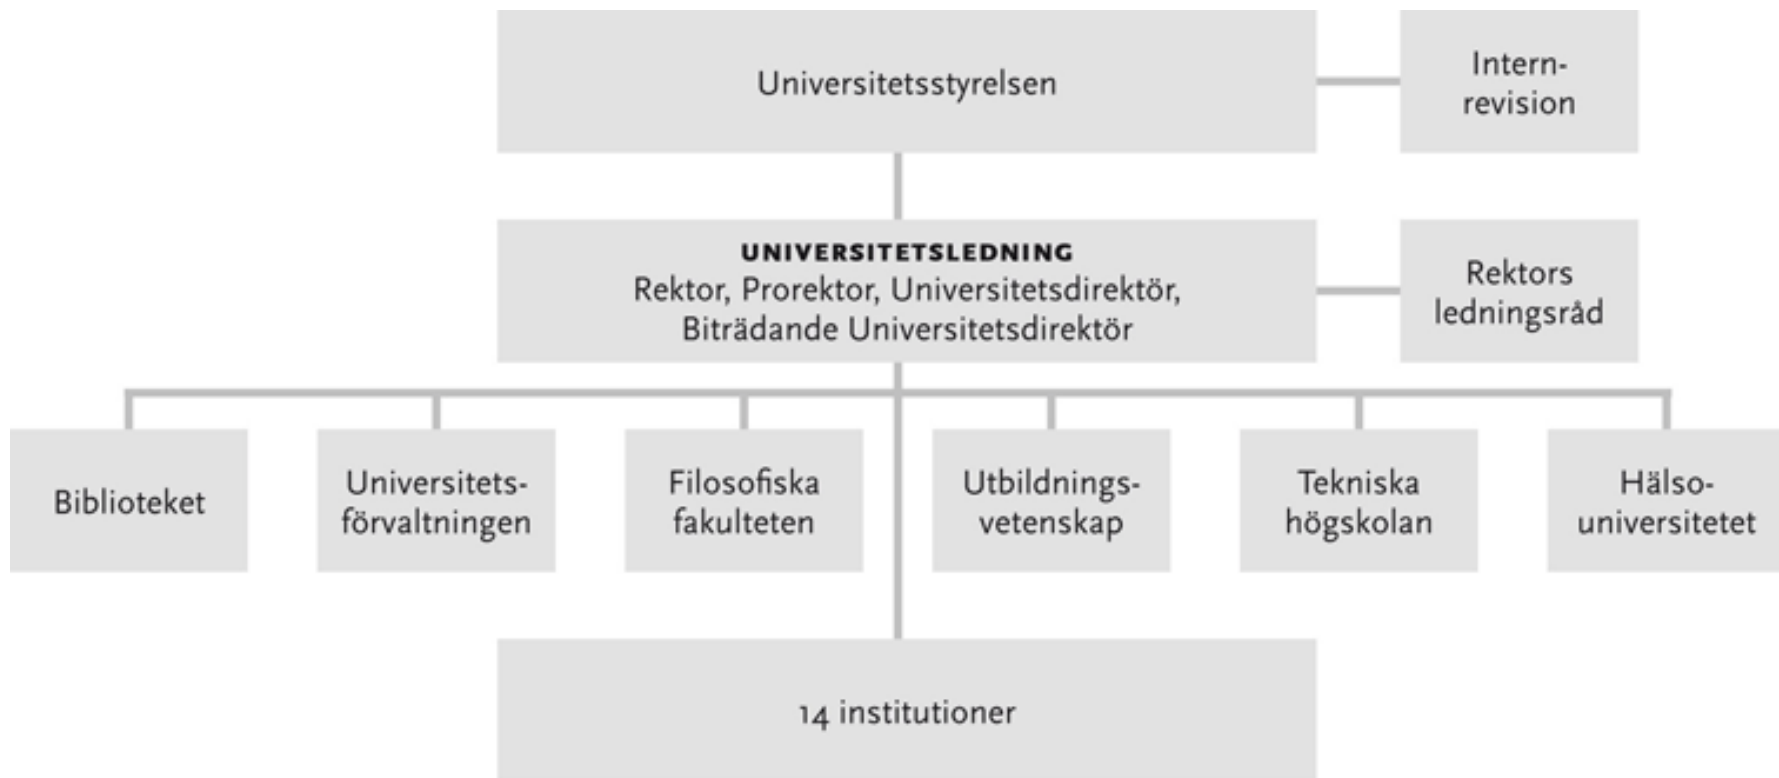 Universitetsstyrelsen
Intern-
revision
UNIVERSITETSLEDNING
Rektor, Prorektor, Universitetsdirektör,
Biträdande Universitetsdirektör
Rektors
ledningsråd
Biblioteket
Universitets-
förvaltningen
Filosofiska
fakulteten
Utbildnings-
vetenskap
Tekniska
högskolan
Hälso-
universitetet
14 institutioner